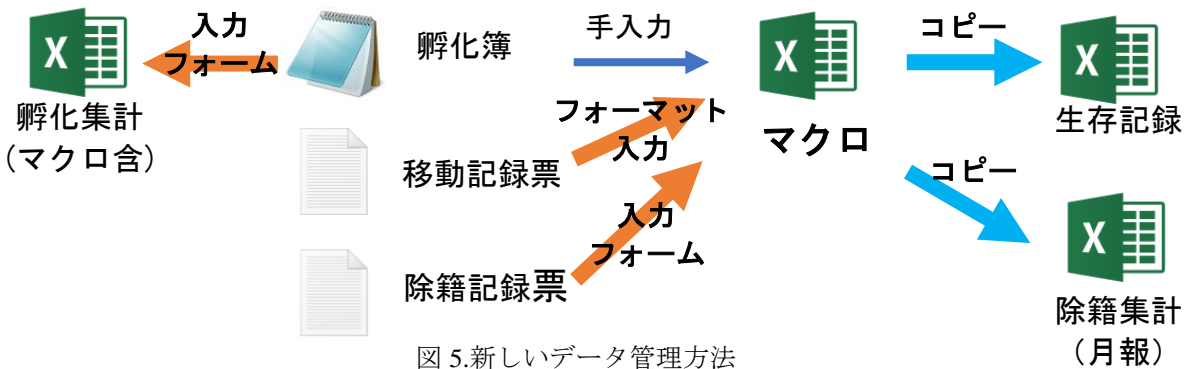 入力
フォーム
孵化集計
(マクロ含)
孵化簿
手入力
フォーマット
入力
移動記録票
入力
フォーム
除籍記録票
X
マクロ
コピー
X
生存記録
コピー
X
除籍集計
(月報)
X
図 5.新しいデータ管理方法